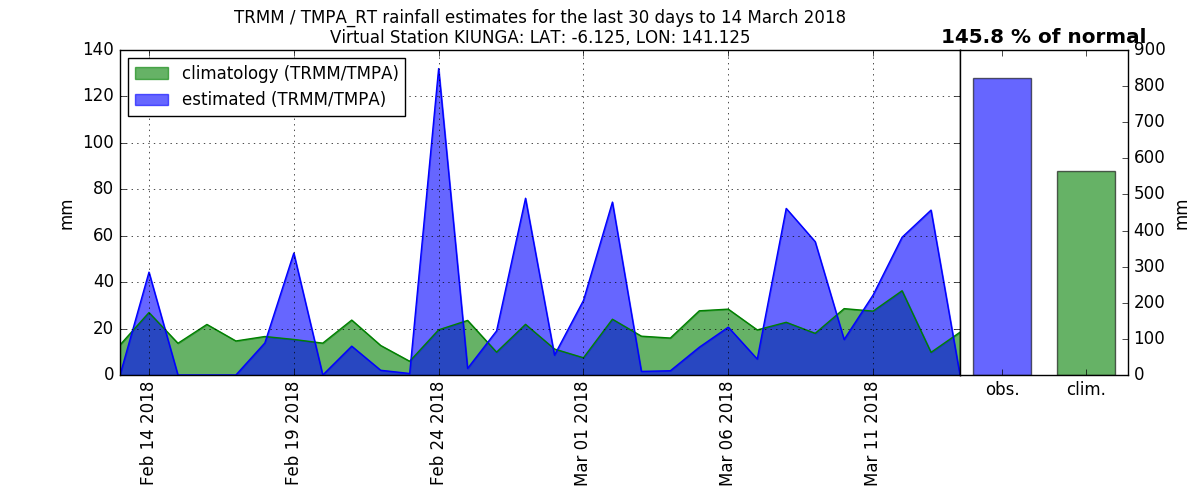 TRMM / TMPA_RT rainfall estimates for the last 30 days to 14 March 2018
Virtual Station KIUNGA: LAT: -6.125, LON: 141.125
145.8 % of normal
climatology (TRMM/TMPA)
estimated (TRMM/TMPA)
140
120
100
80
60
40
20
0
mm
Feb 14 2018
Feb 19 2018
Feb 24 2018
Mar 01 2018
Mar 06 2018
Mar 11 2018
900
800
700
600
500
400
300
200
100
0
mm
obs.
clim.